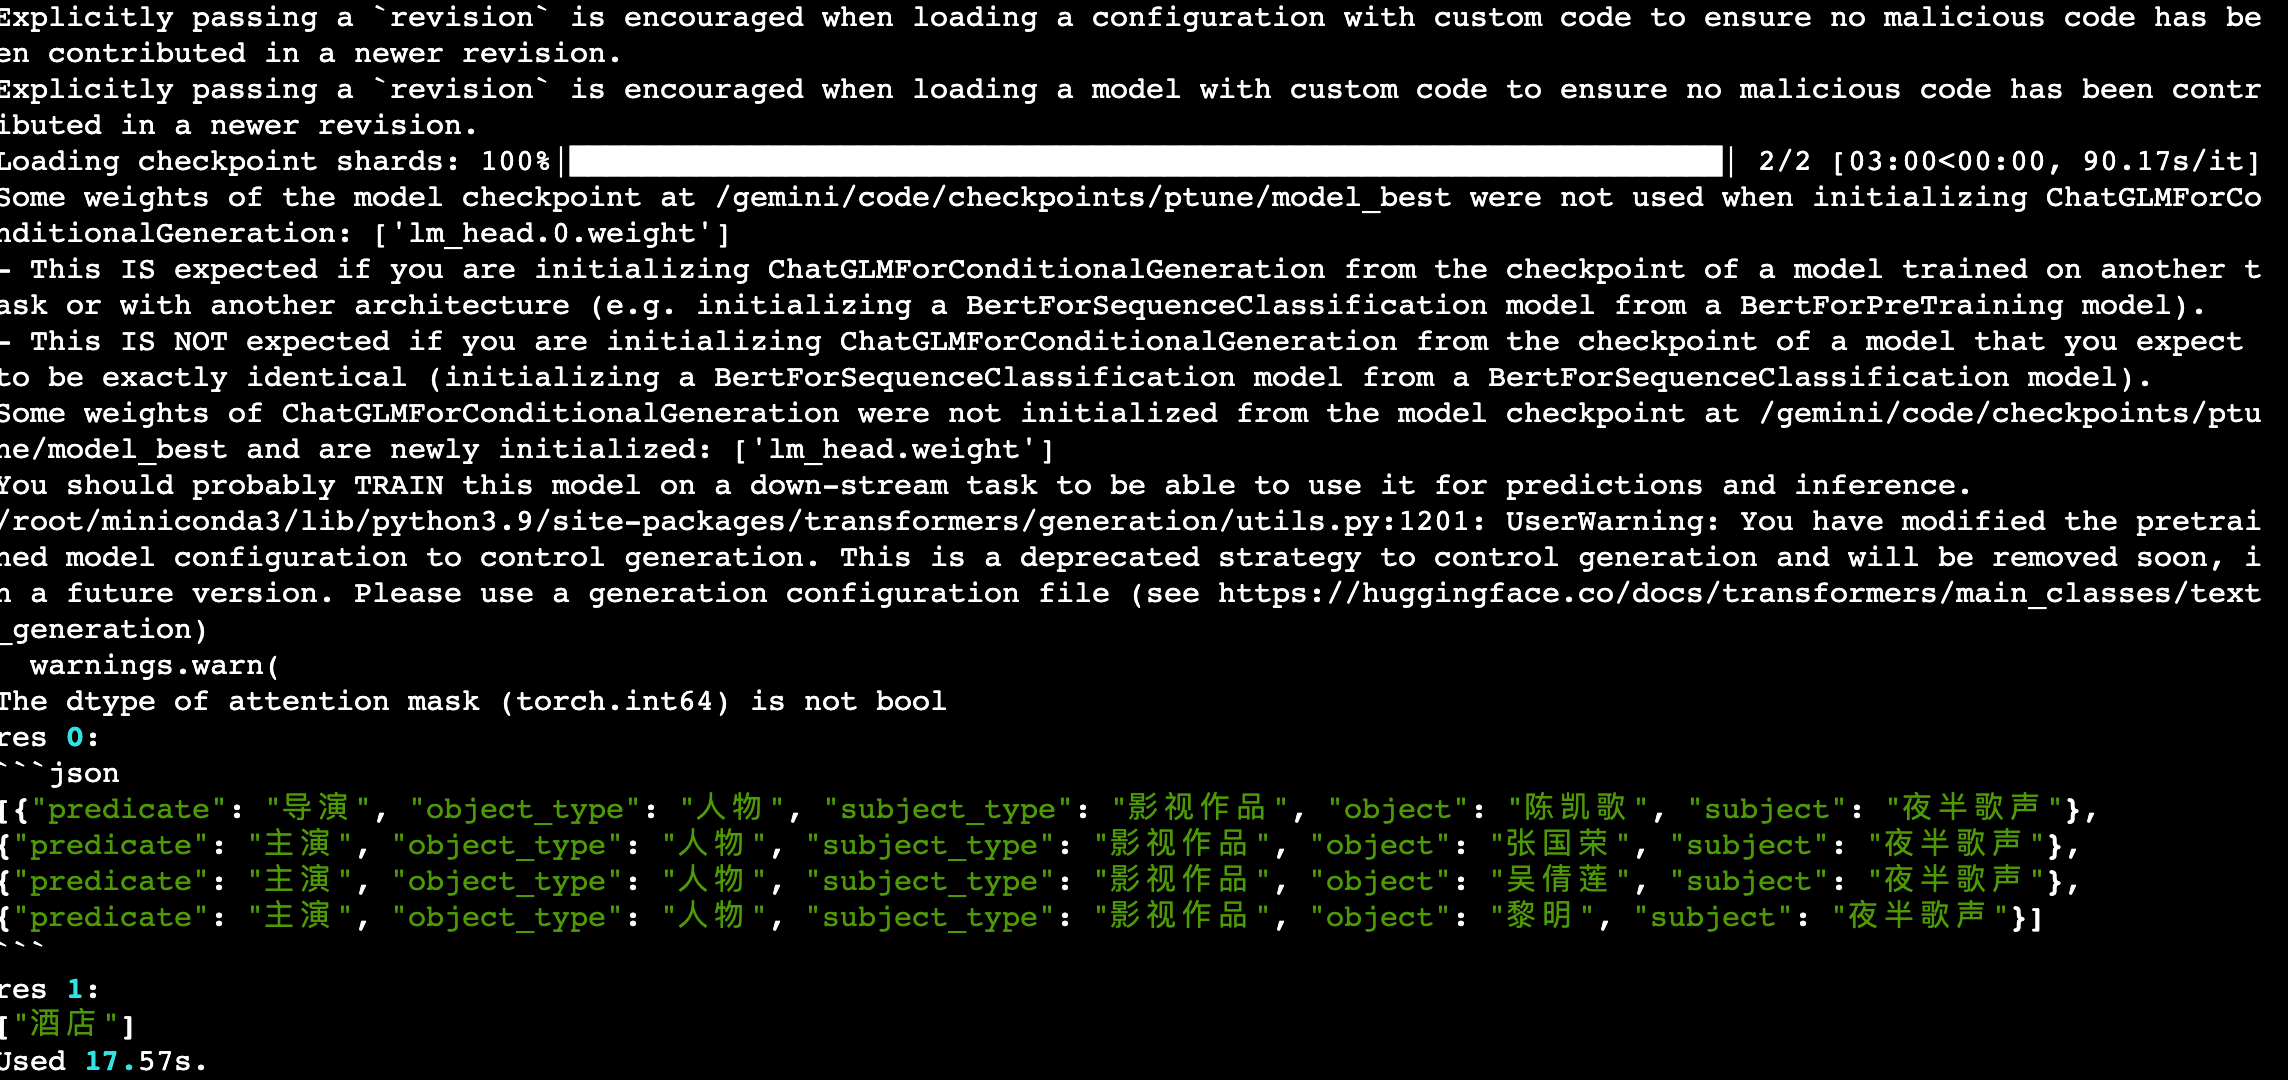 Explicitly passing a `revision` is encouraged when loading a configuration with custom code to ensure no malicious code has be
en contributed in a newer revision.
Explicitly passing a `revision` is encouraged when loading a model with custom code to ensure no malicious code has been contr
ibuted in a newer revision.
Loading checkpoint shards: 100%|██████████| 2/2 [03:00<00:00, 90.17s/it]
Some weights of the model checkpoint at /gemini/code/checkpoints/ptune/model_best were not used when initializing ChatGLMForCo
nditionalGeneration: ['lm_head.0.weight']
- This IS expected if you are initializing ChatGLMForConditionalGeneration from the checkpoint of a model trained on another t
ask or with another architecture (e.g. initializing a BertForSequenceClassification model from a BertForPreTraining model).
- This IS NOT expected if you are initializing ChatGLMForConditionalGeneration from the checkpoint of a model that you expect
to be exactly identical (initializing a BertForSequenceClassification model from a BertForSequenceClassification model).
Some weights of ChatGLMForConditionalGeneration were not initialized from the model checkpoint at /gemini/code/checkpoints/ptu
ne/model_best and are newly initialized: ['lm_head.weight']
You should probably TRAIN this model on a down-stream task to be able to use it for predictions and inference.
/root/miniconda3/lib/python3.9/site-packages/transformers/generation/utils.py:1201: UserWarning: You have modified the pretrai
ned model configuration to control generation. This is a deprecated strategy to control generation and will be removed soon, i
n a future version. Please use a generation configuration file (see https://huggingface.co/docs/transformers/main_classes/text
_generation)
  warnings.warn(
The dtype of attention mask (torch.int64) is not bool
res 0:
```json
[{"predicate": "导演", "object_type": "人物", "subject_type": "影视作品", "object": "陈凯歌", "subject": "夜半歌声"},
{"predicate": "主演", "object_type": "人物", "subject_type": "影视作品", "object": "张国荣", "subject": "夜半歌声"},
{"predicate": "主演", "object_type": "人物", "subject_type": "影视作品", "object": "吴倩莲", "subject": "夜半歌声"},
{"predicate": "主演", "object_type": "人物", "subject_type": "影视作品", "object": "黎明", "subject": "夜半歌声"}]
```
res 1:
["酒店"]
Used 17.57s.